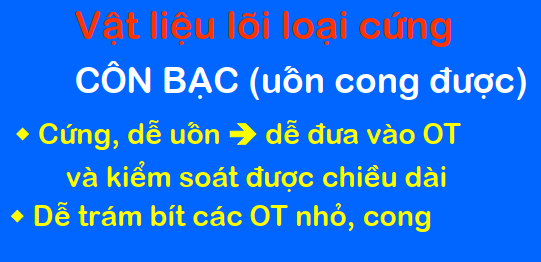 Vật liệu lõi loại cứng
CÔN BẠC (uốn cong được)
◆ Cứng, dễ uốn ➔ dễ đưa vào OT
và kiểm soát được chiều dài
◆ Dễ trám bít các OT nhỏ, cong